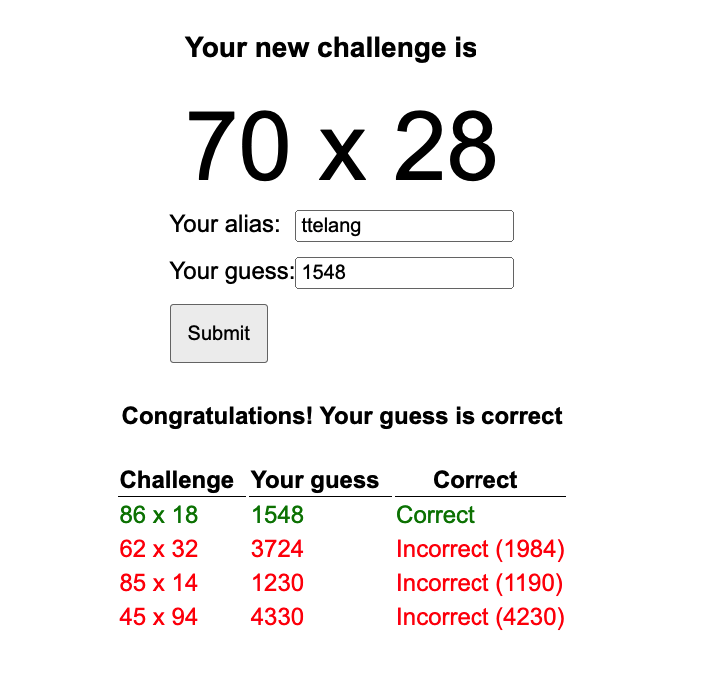 Your new challenge is
70 x 28
Your alias: ttelang
Your guess: 1548
Submit
Congratulations! Your guess is correct
Challenge Your guess Correct
86 x 18 1548 Correct
62 x 32 3724 Incorrect (1984)
85 x 14 1230 Incorrect (1190)
45 x 94 4330 Incorrect (4230)